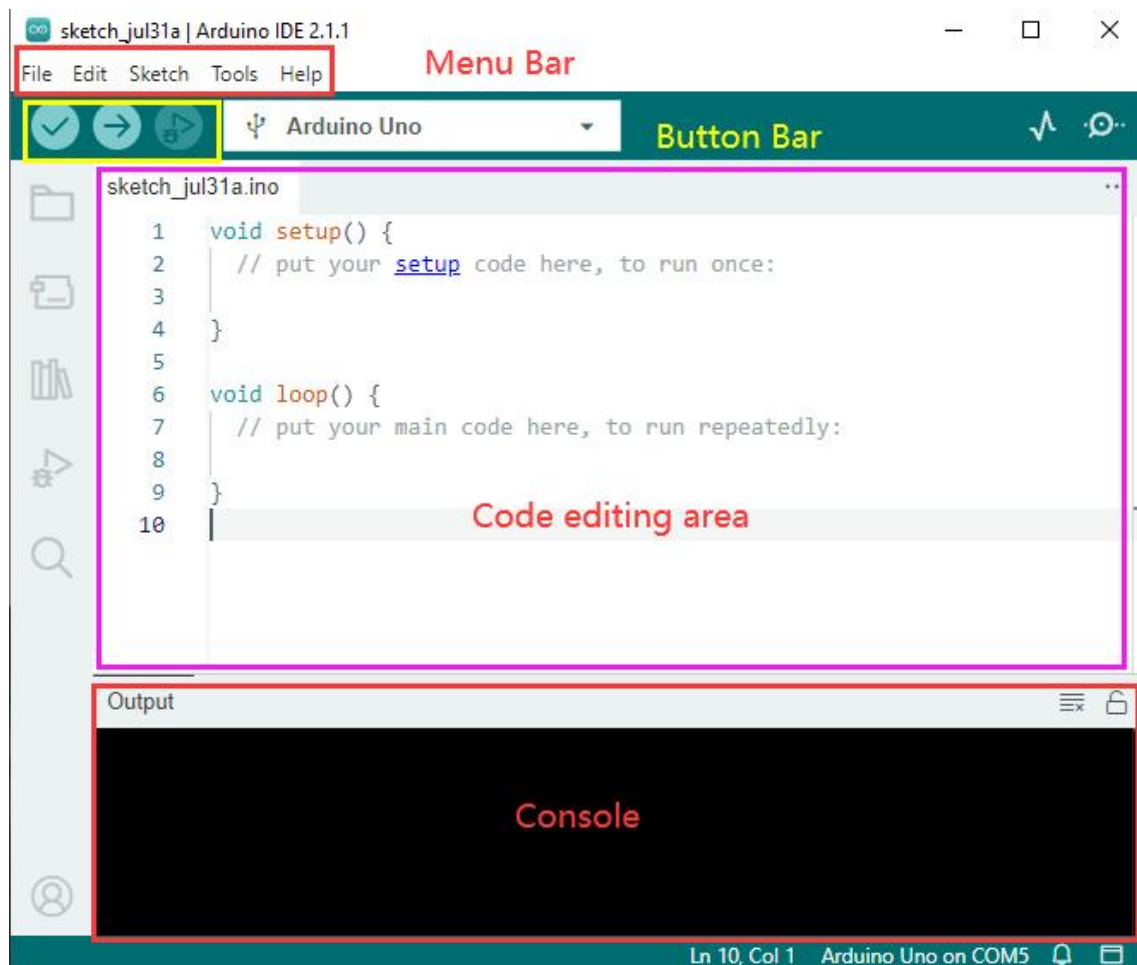 sketch_jul31a | Arduino IDE 2.1.1
File Edit Sketch Tools Help
Menu Bar
Arduino Uno
Button Bar
sketch_jul31a.ino
1 void setup() {
2 // put your setup code here, to run once:
3
4 }
5
6 void loop() {
7 // put your main code here, to run repeatedly:
8
9 }
10
Code editing area
Output
Console
Ln 10, Col 1 Arduino Uno on COM5